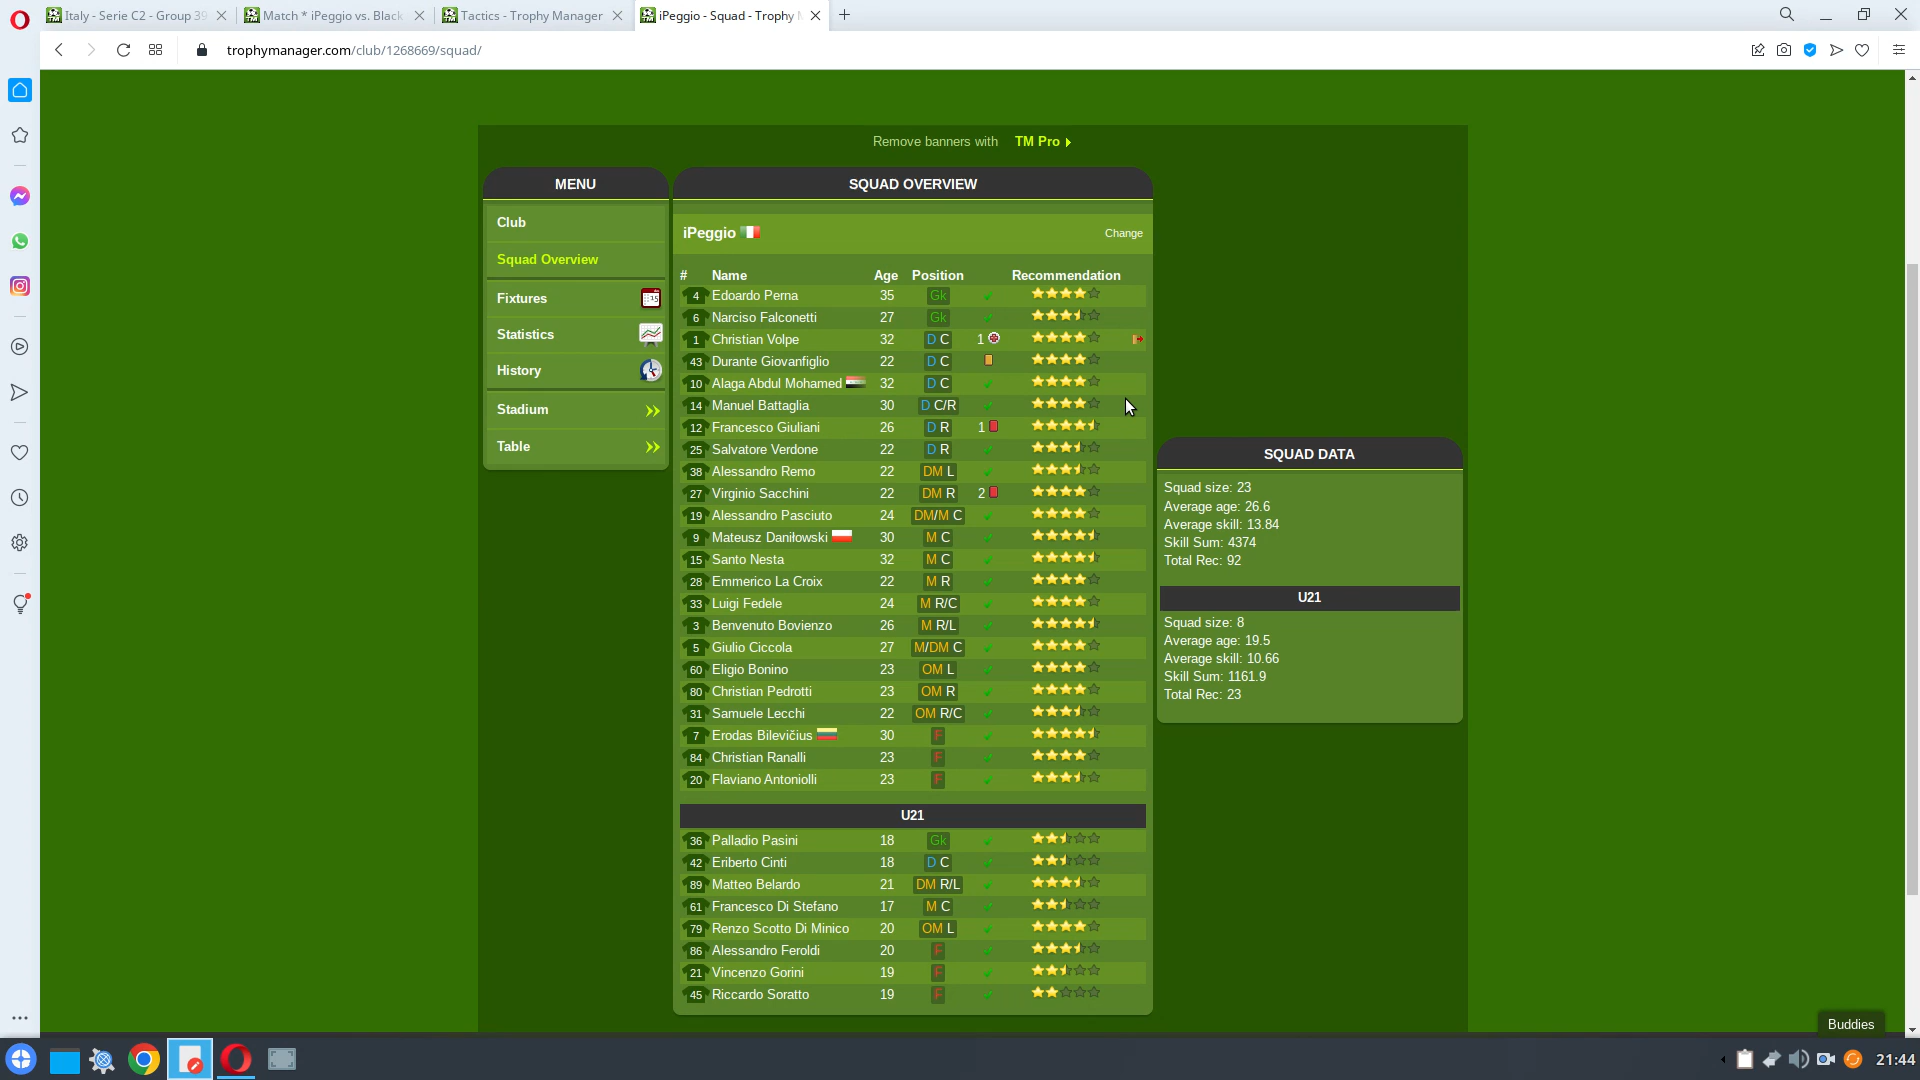 Italy - Serie C2 - Group 39
Match * iPeggio vs. Black
Tactics - Trophy Manager
iPeggio - Squad - Trophy M
trophymanager.com/club/1268669/squad/
Remove banners with TM Pro
MENU
Club
Squad Overview
Fixtures
Statistics
History
Stadium
Table
SQUAD OVERVIEW
iPeggio Change
# Name Age Position Recommendation
4 Edoardo Perna 35 Gk
6 Narciso Falconetti 27 Gk
1 Christian Volpe 32 D C 1
43 Durante Giovanfiglio 22 D C
10 Alaga Abdul Mohamed 32 D C
14 Manuel Battaglia 30 D C/R
12 Francesco Giuliani 26 D R 1
25 Salvatore Verdone 22 D R
38 Alessandro Remo 22 DM L
27 Virginio Sacchini 22 DM R 2
19 Alessandro Pasciuto 24 DM/M C
9 Mateusz Daniłowski 30 M C
15 Santo Nesta 32 M C
28 Emmerico La Croix 22 M R
33 Luigi Fedele 24 M R/C
3 Benvenuto Bovienzo 26 M R/L
5 Giulio Ciccola 27 M/DM C
60 Eligio Bonino 23 OM L
80 Christian Pedrotti 23 OM R
31 Samuele Lecchi 22 OM R/C
7 Erodas Bilevičius 30 F
84 Christian Ranalli 23 F
20 Flaviano Antoniolli 23 F
U21
36 Palladio Pasini 18 Gk
42 Eriberto Cinti 18 D C
89 Matteo Belardo 21 DM R/L
61 Francesco Di Stefano 17 M C
79 Renzo Scotto Di Minico 20 OM L
86 Alessandro Feroldi 20 F
21 Vincenzo Gorini 19 F
45 Riccardo Soratto 19 F
SQUAD DATA
Squad size: 23
Average age: 26.6
Average skill: 13.84
Skill Sum: 4374
Total Rec: 92
U21
Squad size: 8
Average age: 19.5
Average skill: 10.66
Skill Sum: 1161.9
Total Rec: 23
Buddies
21:44